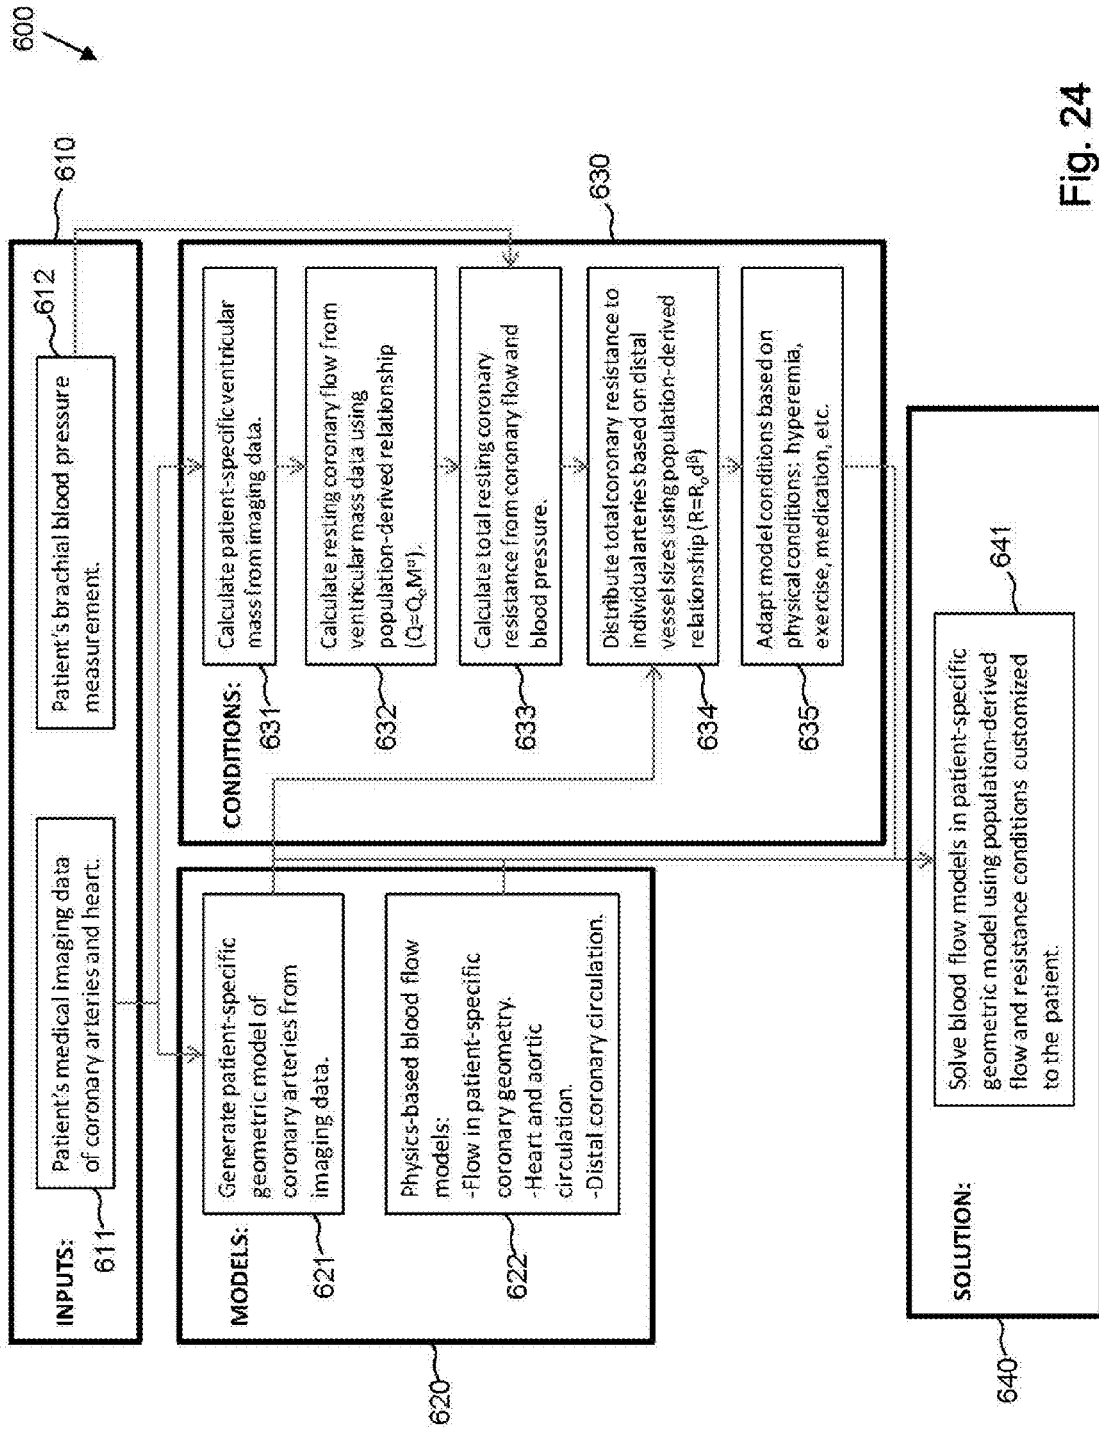 600
610
INPUTS:
611
Patient's medical imaging data
of coronary arteries and heart.
612
Patient's brachial blood pressure
measurement.
620
MODELS:
621
Generate patient-specific
geometric model of
coronary arteries from
imaging data.
622
Physics-based blood flow
models:
-Flow in patient-specific
coronary geometry.
-Heart and aortic
circulation.
-Distal coronary circulation.
630
CONDITIONS:
631
Calculate patient-specific ventricular
mass from imaging data.
632
Calculate resting coronary flow from
ventricular mass data using
population-derived relationship
(Q=QₒMᵅ).
633
Calculate total resting coronary
resistance from coronary flow and
blood pressure.
634
Distribute total coronary resistance to
individual arteries based on distal
vessel sizes using population-derived
relationship (R=Rₒdᵝ)
635
Adapt model conditions based on
physical conditions: hyperemia,
exercise, medication, etc.
640
SOLUTION:
641
Solve blood flow models in patient-specific
geometric model using population-derived
flow and resistance conditions customized
to the patient.
Fig. 24